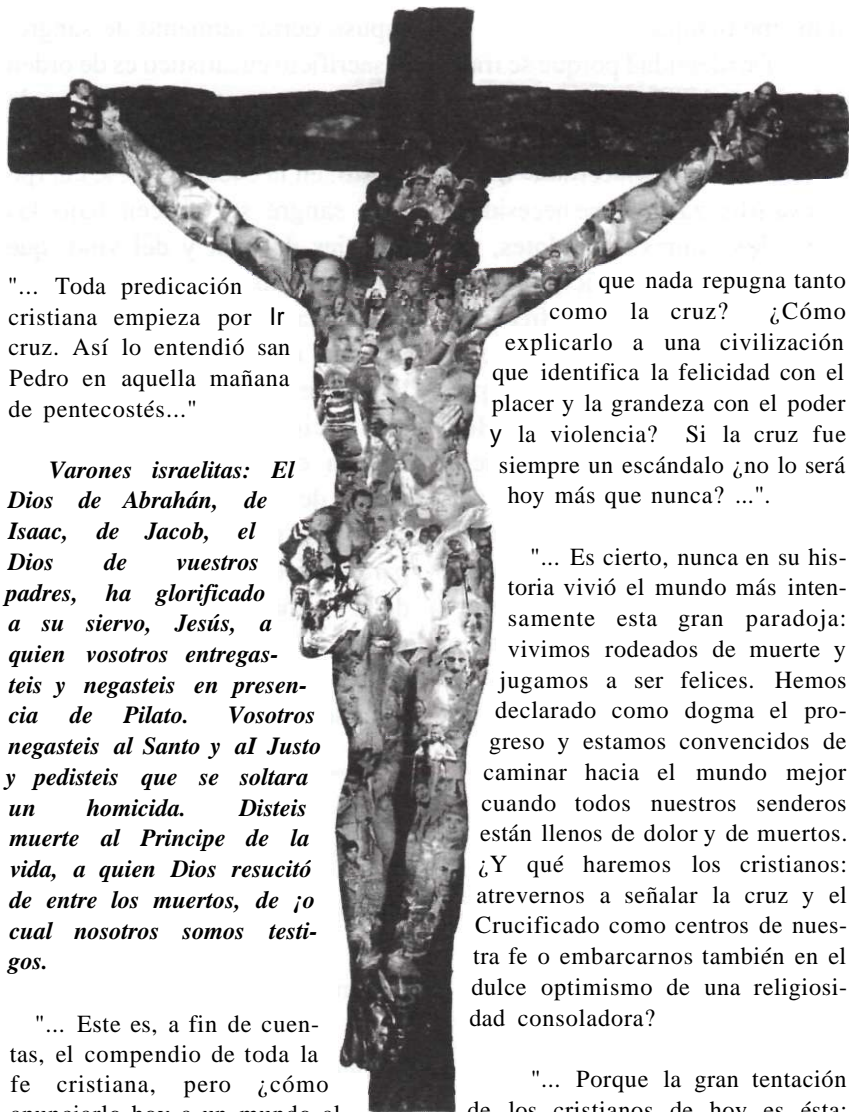 "... Toda predicación
cristiana empieza por Ir
cruz. Así lo entendió san
Pedro en aquella mañana
de pentecostés..."
Varones israelitas: El
Dios de Abrahán, de
Isaac, de Jacob, el
Dios de vuestros
padres, ha glorificado
a su siervo, Jesús, a
quien vosotros entregas-
teis y negasteis en presen-
cia de Pilato. Vosotros
negasteis al Santo y aI Justo
y pedisteis que se soltara
un homicida. Disteis
muerte al Principe de la
vida, a quien Dios resucitó
de entre los muertos, de ¡o
cual nosotros somos testi-
gos.
"... Este es, a fin de cuen-
tas, el compendio de toda la
fe cristiana, pero ¿cómo
que nada repugna tanto
como la cruz? ¿Cómo
explicarlo a una civilización
que identifica la felicidad con el
placer y la grandeza con el poder
y la violencia? Si la cruz fue
siempre un escándalo ¿no lo será
hoy más que nunca? ...".
"... Es cierto, nunca en su his-
toria vivió el mundo más inten-
samente esta gran paradoja:
vivimos rodeados de muerte y
jugamos a ser felices. Hemos
declarado como dogma el pro-
greso y estamos convencidos de
caminar hacia el mundo mejor
cuando todos nuestros senderos
están llenos de dolor y de muertos.
¿Y qué haremos los cristianos:
atrevernos a señalar la cruz y el
Crucificado como centros de nues-
tra fe o embarcarnos también en el
dulce optimismo de una religiosi-
dad consoladora?
"... Porque la gran tentación
de los cristianos de hoy es ésta: